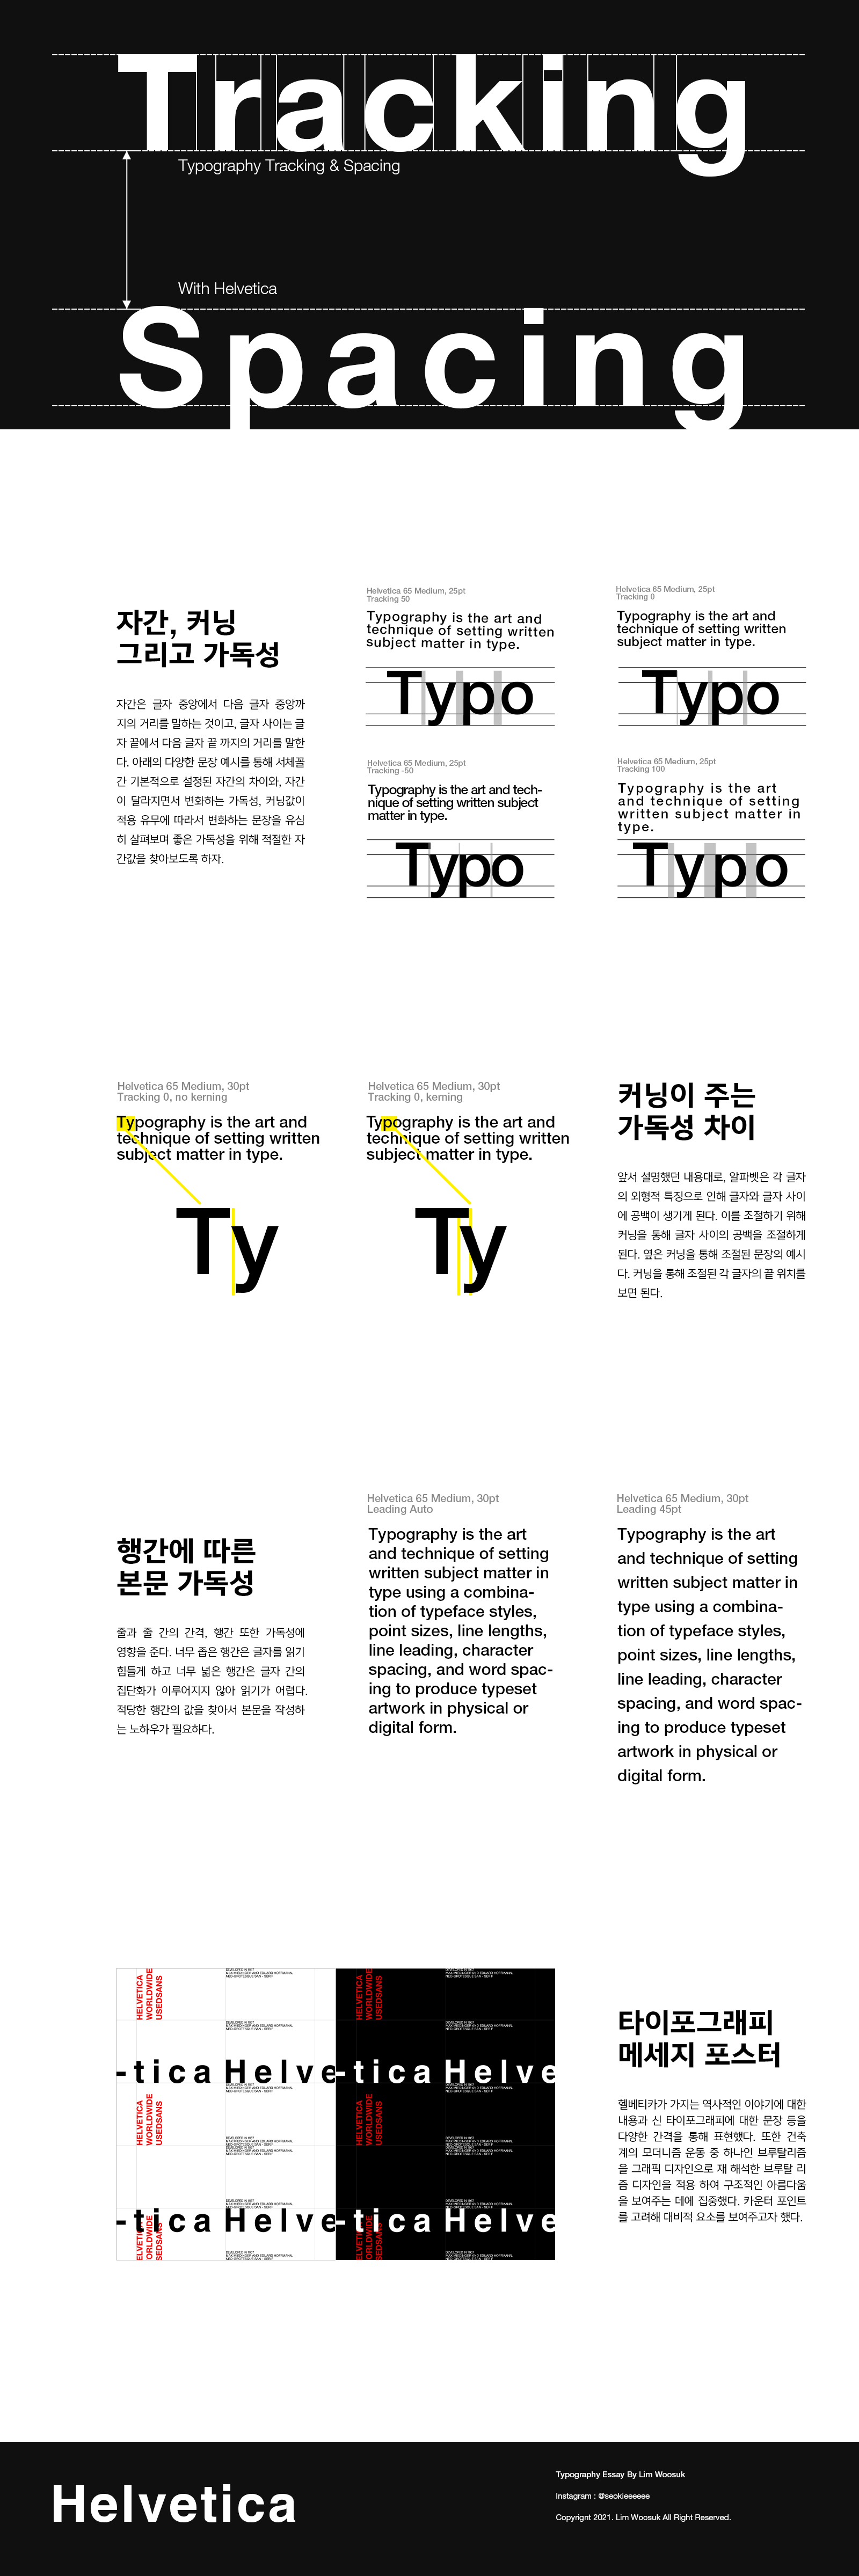 Tracking
Typography Tracking & Spacing
With Helvetica
Spacing
자간, 커닝
그리고 가독성
자간은 글자 중앙에서 다음 글자 중앙까
지의 거리를 말하는 것이고, 글자 사이는 글
자 끝에서 다음 글자 끝 까지의 거리를 말한
다. 아래의 다양한 문장 예시를 통해 서체꼴
간 기본적으로 설정된 자간의 차이와, 자간
이 달라지면서 변화하는 가독성, 커닝값이
적용 유무에 따라서 변화하는 문장을 유심
히 살펴보며 좋은 가독성을 위해 적절한 자
간값을 찾아보도록 하자.
Helvetica 65 Medium, 25pt
Tracking 50
Typography is the art and
technique of setting written
subject matter in type.
Typo
Helvetica 65 Medium, 25pt
Tracking 0
Typography is the art and
technique of setting written
subject matter in type.
Typo
Helvetica 65 Medium, 25pt
Tracking -50
Typography is the art and tech-
nique of setting written subject
matter in type.
Typo
Helvetica 65 Medium, 25pt
Tracking 100
Typography is the art
and technique of setting
written subject matter in
type.
Typo
Helvetica 65 Medium, 30pt
Tracking 0, no kerning
Typography is the art and
technique of setting written
subject matter in type.
Ty
Helvetica 65 Medium, 30pt
Tracking 0, kerning
Typography is the art and
technique of setting written
subject matter in type.
Ty
커닝이 주는
가독성 차이
앞서 설명했던 내용대로, 알파벳은 각 글자
의 외형적 특징으로 인해 글자와 글자 사이
에 공백이 생기게 된다. 이를 조절하기 위해
커닝을 통해 글자 사이의 공백을 조절하게
된다. 옆은 커닝을 통해 조절된 문장의 예시
다. 커닝을 통해 조절된 각 글자의 끝 위치를
보면 된다.
행간에 따른
본문 가독성
줄과 줄 간의 간격, 행간 또한 가독성에
영향을 준다. 너무 좁은 행간은 글자를 읽기
힘들게 하고 너무 넓은 행간은 글자 간의
집단화가 이루어지지 않아 읽기가 어렵다.
적당한 행간의 값을 찾아서 본문을 작성하
는 노하우가 필요하다.
Helvetica 65 Medium, 30pt
Leading Auto
Typography is the art
and technique of setting
written subject matter in
type using a combina-
tion of typeface styles,
point sizes, line lengths,
line leading, character
spacing, and word spac-
ing to produce typeset
artwork in physical or
digital form.
Helvetica 65 Medium, 30pt
Leading 45pt
Typography is the art
and technique of setting
written subject matter in
type using a combina-
tion of typeface styles,
point sizes, line lengths,
line leading, character
spacing, and word spac-
ing to produce typeset
artwork in physical or
digital form.
HELVETICA
WORLDWIDE
USEDSANS
HELVETICA
WORLDWIDE
USEDSANS
-tica Helve-tica Helve
HELVETICA
WORLDWIDE
USEDSANS
HELVETICA
WORLDWIDE
USEDSANS
-tica Helve-tica Helve
타이포그래피
메세지 포스터
헬베티카가 가지는 역사적인 이야기에 대한
내용과 신 타이포그래피에 대한 문장 등을
다양한 간격을 통해 표현했다. 또한 건축
계의 모더니즘 운동 중 하나인 브루탈리즘
을 그래픽 디자인으로 재 해석한 브루탈 리
즘 디자인을 적용 하여 구조적인 아름다움
을 보여주는 데에 집중했다. 카운터 포인트
를 고려해 대비적 요소를 보여주고자 했다.
Helvetica
Typography Essay By Lim Woosuk
Instagram : @seokieeeeee
Copyrignt 2021. Lim Woosuk All Right Reserved.